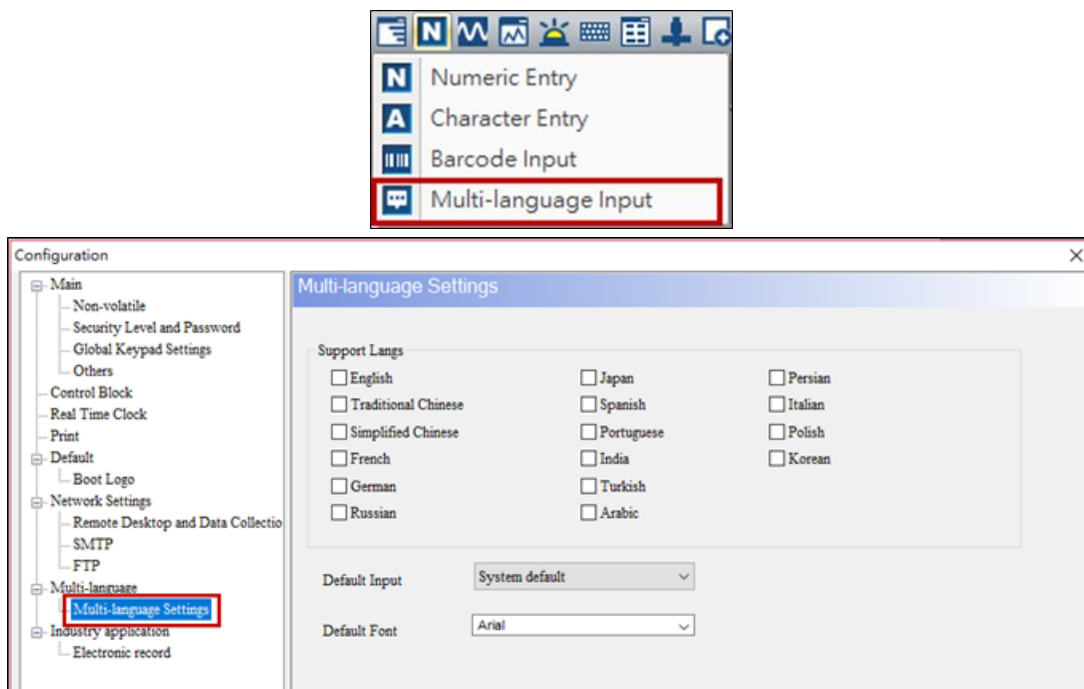 Numeric Entry
Character Entry
Barcode Input
Multi-language Input
Configuration
Main
Non-volatile
Security Level and Password
Global Keypad Settings
Others
Control Block
Real Time Clock
Print
Default
Boot Logo
Network Settings
Remote Desktop and Data Collectio
SMTP
FTP
Multi-language
Multi-language Settings
Industry application
Electronic record
Multi-language Settings
Support Langs
English
Traditional Chinese
Simplified Chinese
French
German
Russian
Japan
Spanish
Portuguese
India
Turkish
Arabic
Persian
Italian
Polish
Korean
Default Input System default
Default Font Arial